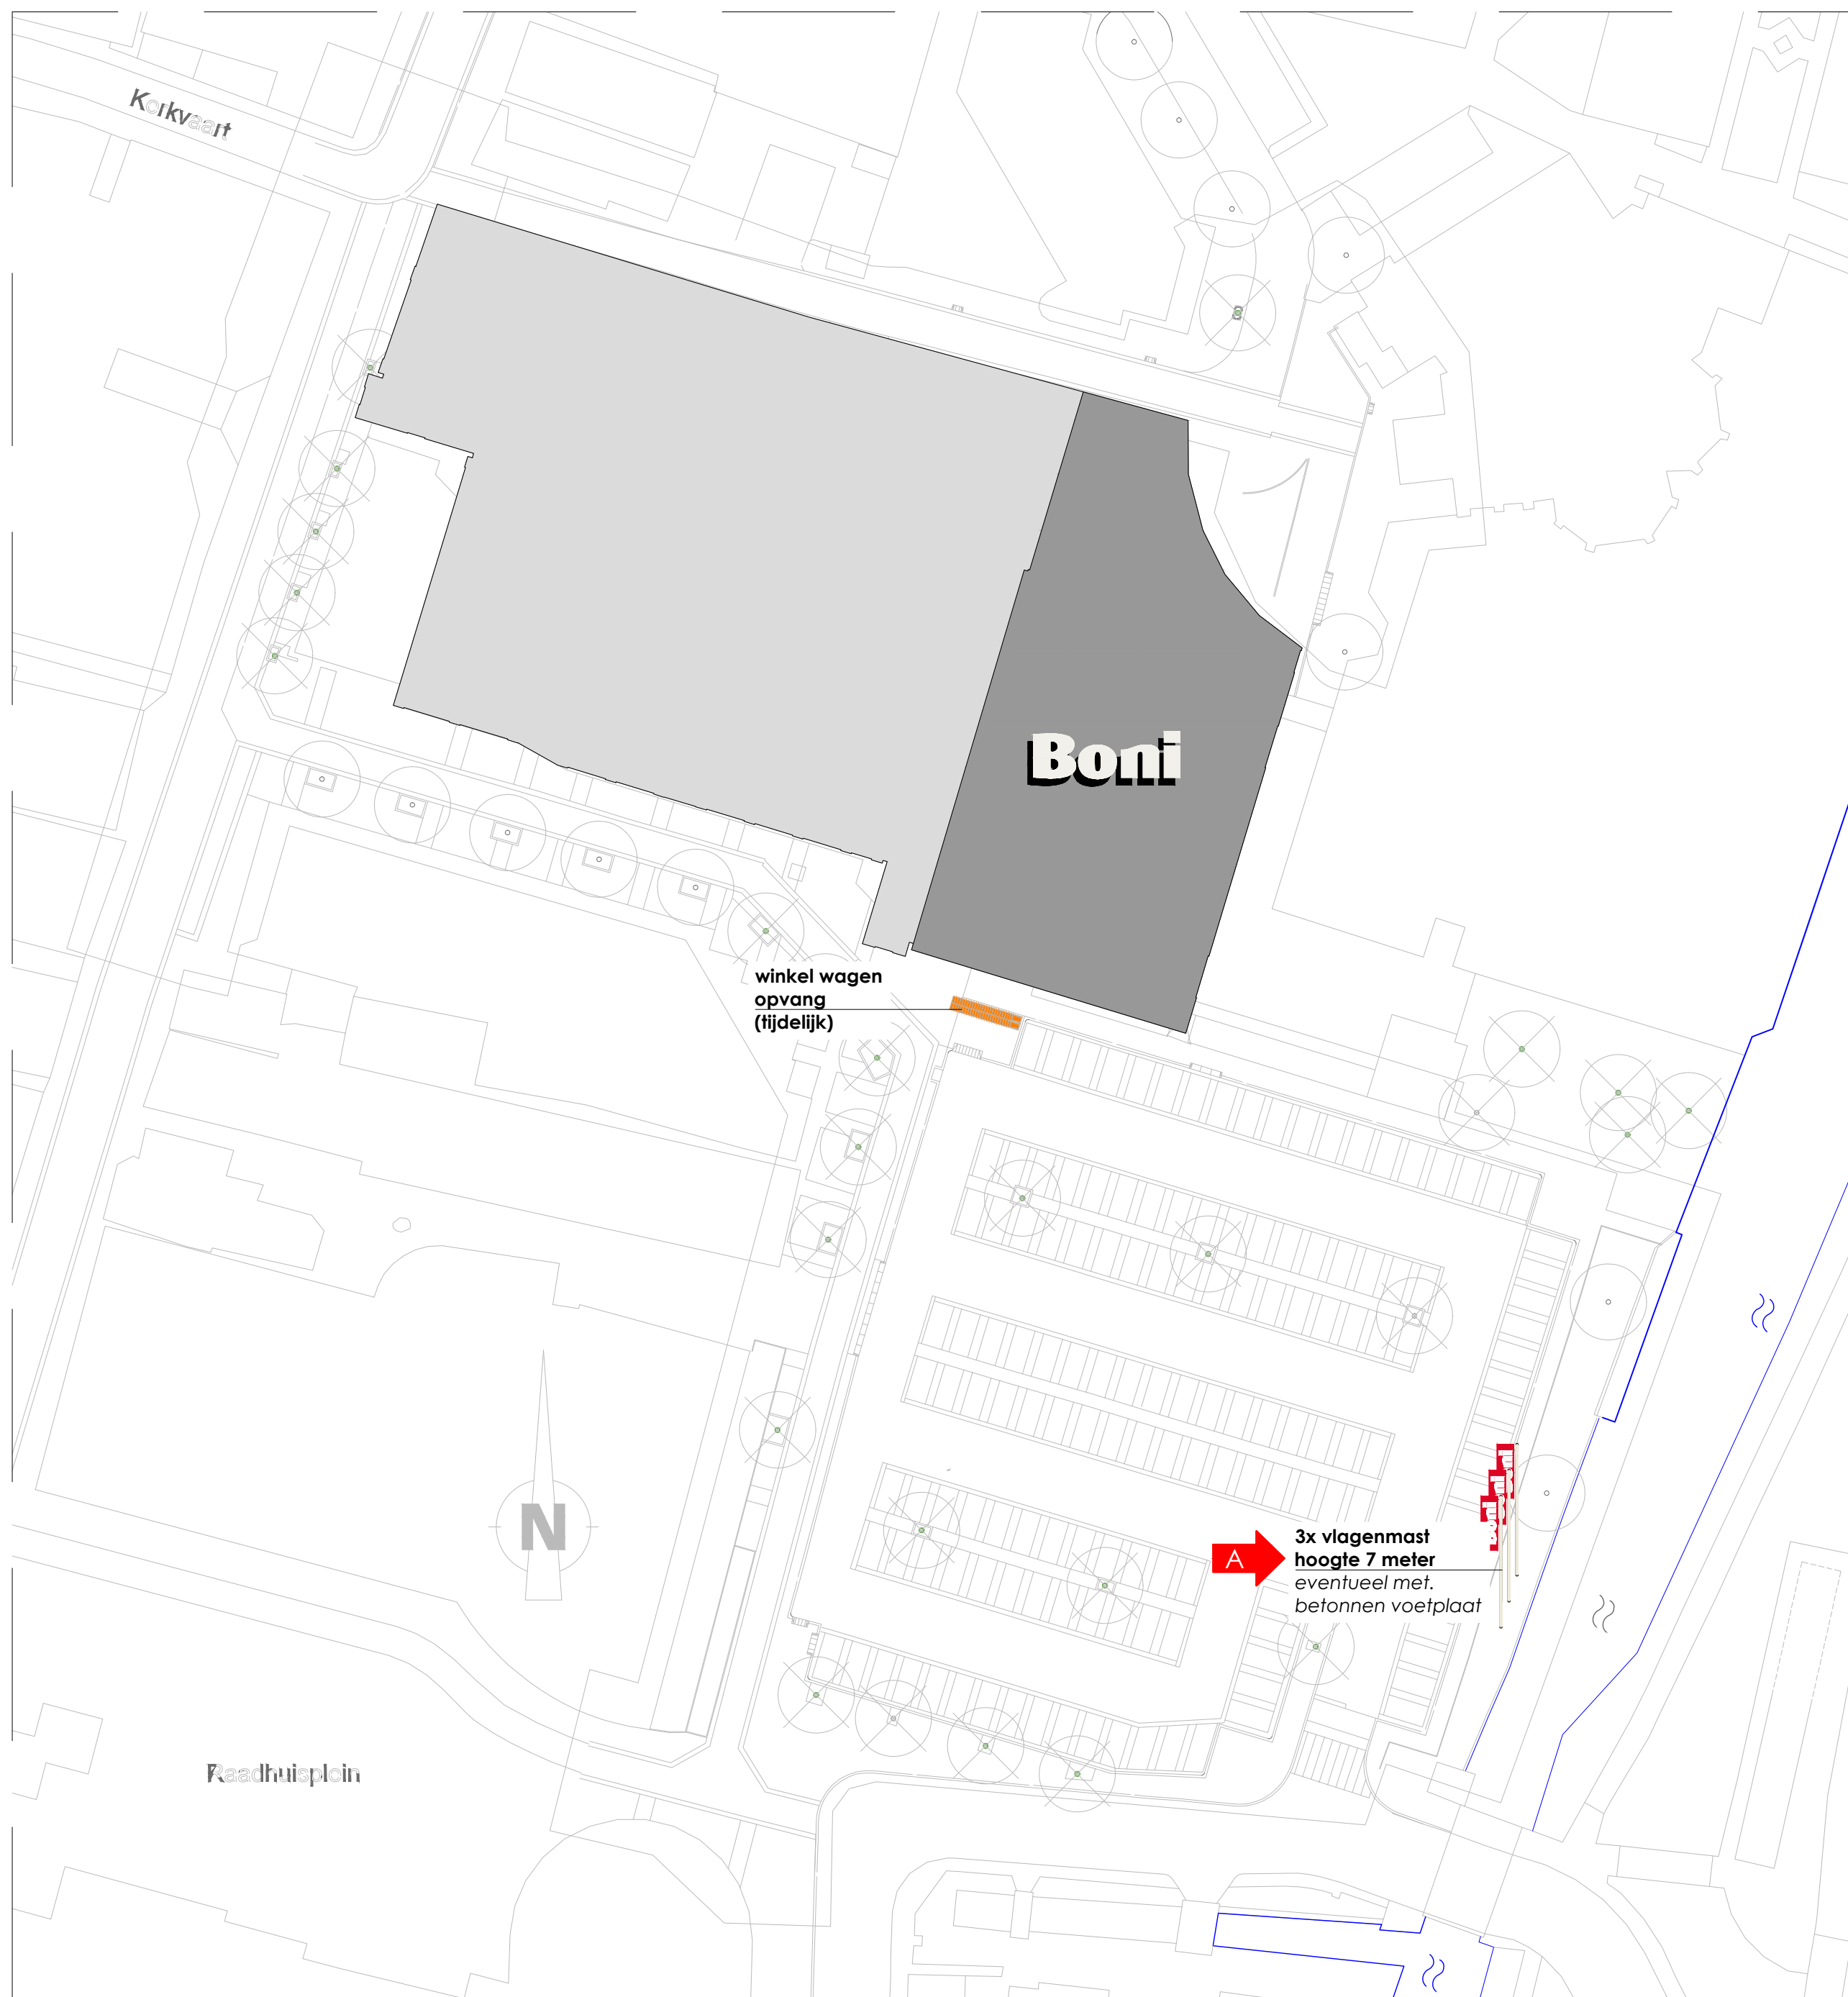 Korkvaart
Boni
winkel wagen
opvang
(tijdelijk)
N
A
3x vlagenmast
hoogte 7 meter
eventueel met.
betonnen voetplaat
Raadhuisplein